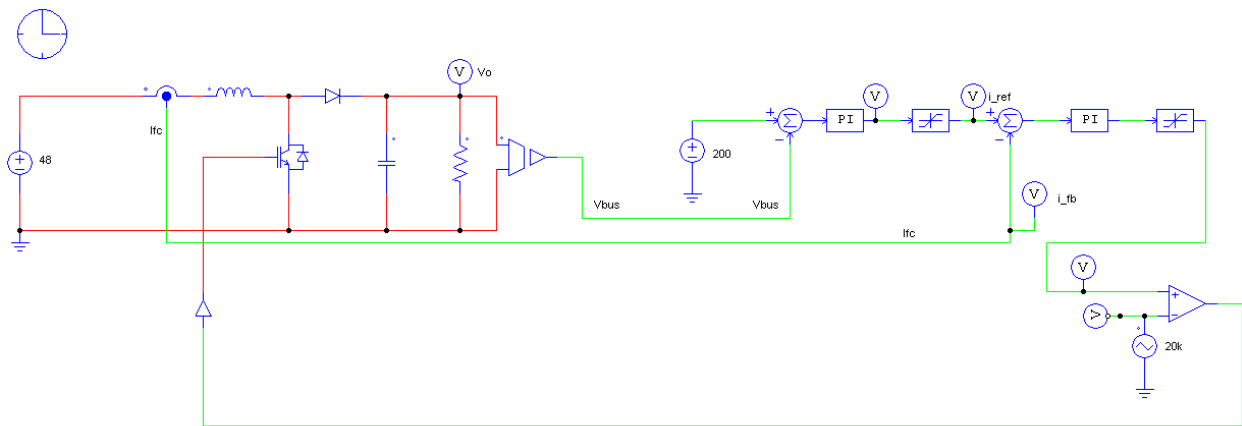 V
Vo
Ifc
48
V
V
i_ref
+
Σ
−
PI
+
Σ
−
PI
200
Vbus
Vbus
V
i_fb
Ifc
V
V
+
−
20k